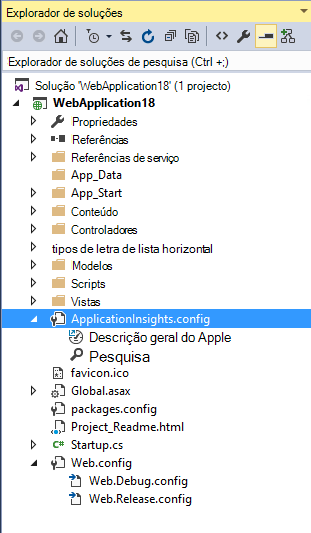 Explorador de soluções
Explorador de soluções de pesquisa (Ctrl +;)
Solução 'WebApplication18' (1 projecto)
WebApplication18
Propriedades
Referências
Referências de serviço
App_Data
App_Start
Conteúdo
Controladores
tipos de letra de lista horizontal
Modelos
Scripts
Vistas
ApplicationInsights.config
Descrição geral do Apple
Pesquisa
favicon.ico
Global.asax
packages.config
Project_Readme.html
C# Startup.cs
Web.config
Web.Debug.config
Web.Release.config